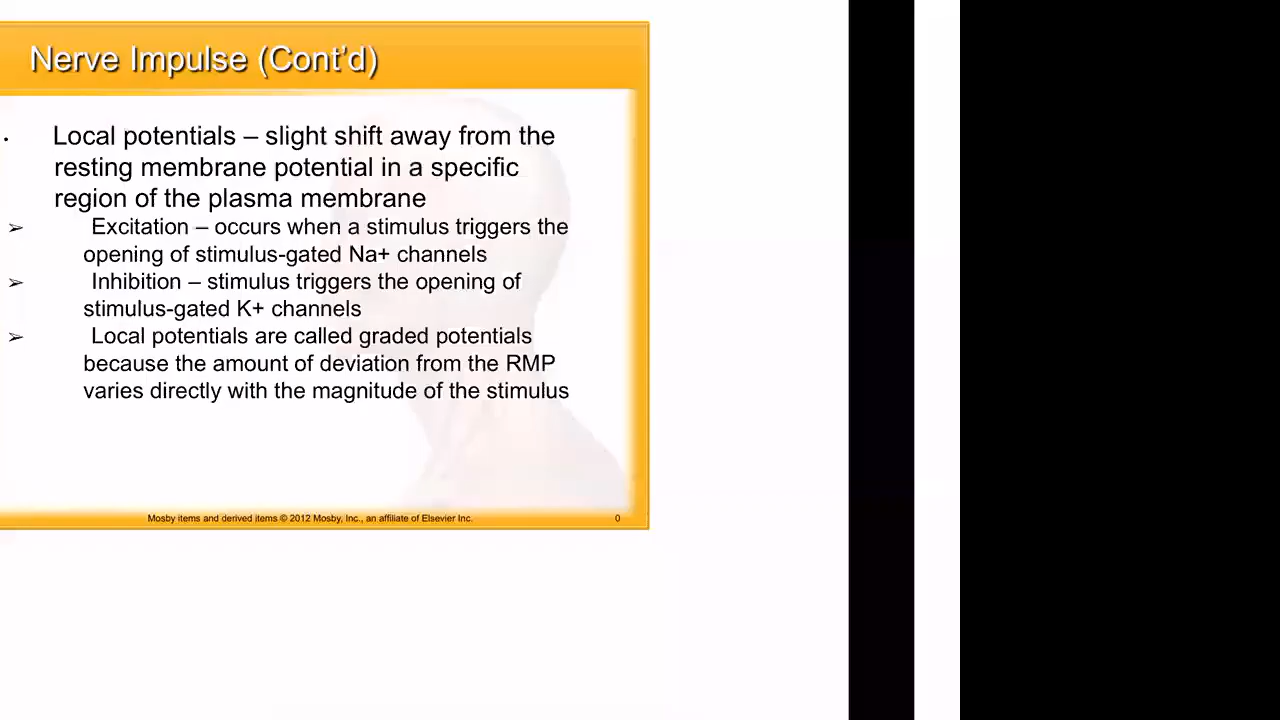 Nerve Impulse (Cont’d)
• Local potentials – slight shift away from the
resting membrane potential in a specific
region of the plasma membrane
➢ Excitation – occurs when a stimulus triggers the
opening of stimulus-gated Na+ channels
➢ Inhibition – stimulus triggers the opening of
stimulus-gated K+ channels
➢ Local potentials are called graded potentials
because the amount of deviation from the RMP
varies directly with the magnitude of the stimulus
Mosby items and derived items © 2012 Mosby, Inc., an affiliate of Elsevier Inc. 0